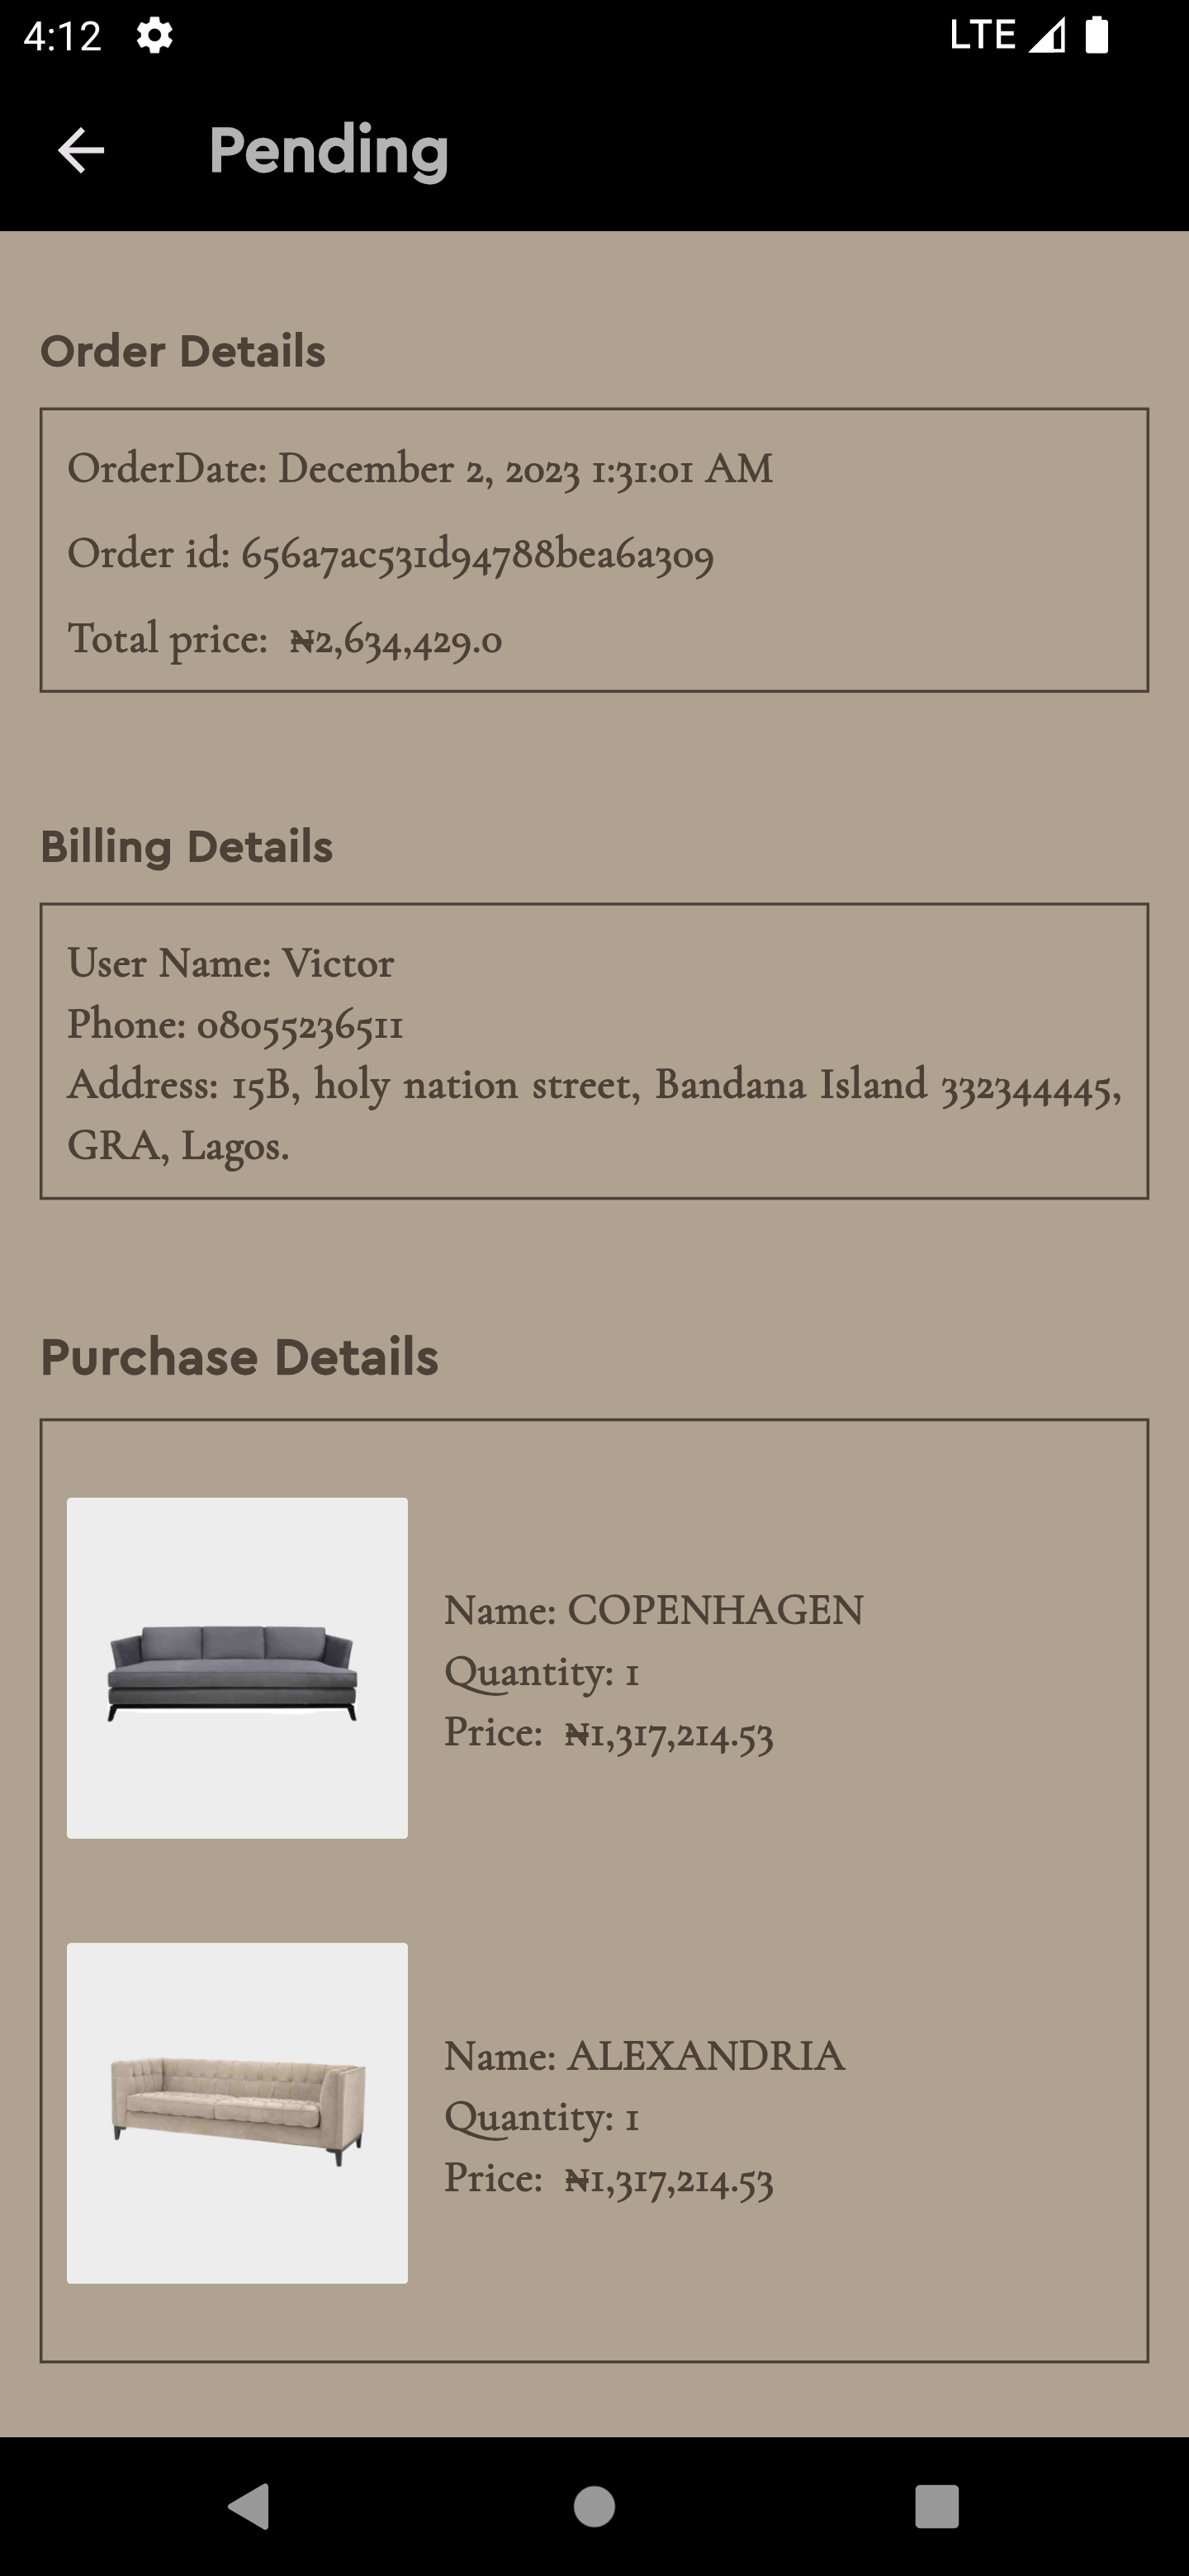 4:12 LTE
Pending
Order Details
OrderDate: December 2, 2023 1:31:01 AM
Order id: 656a7ac531d94788bea6a309
Total price: ₦2,634,429.0
Billing Details
User Name: Victor
Phone: 08055236511
Address: 15B, holy nation street, Bandana Island 332344445,
GRA, Lagos.
Purchase Details
Name: COPENHAGEN
Quantity: 1
Price: ₦1,317,214.53
Name: ALEXANDRIA
Quantity: 1
Price: ₦1,317,214.53